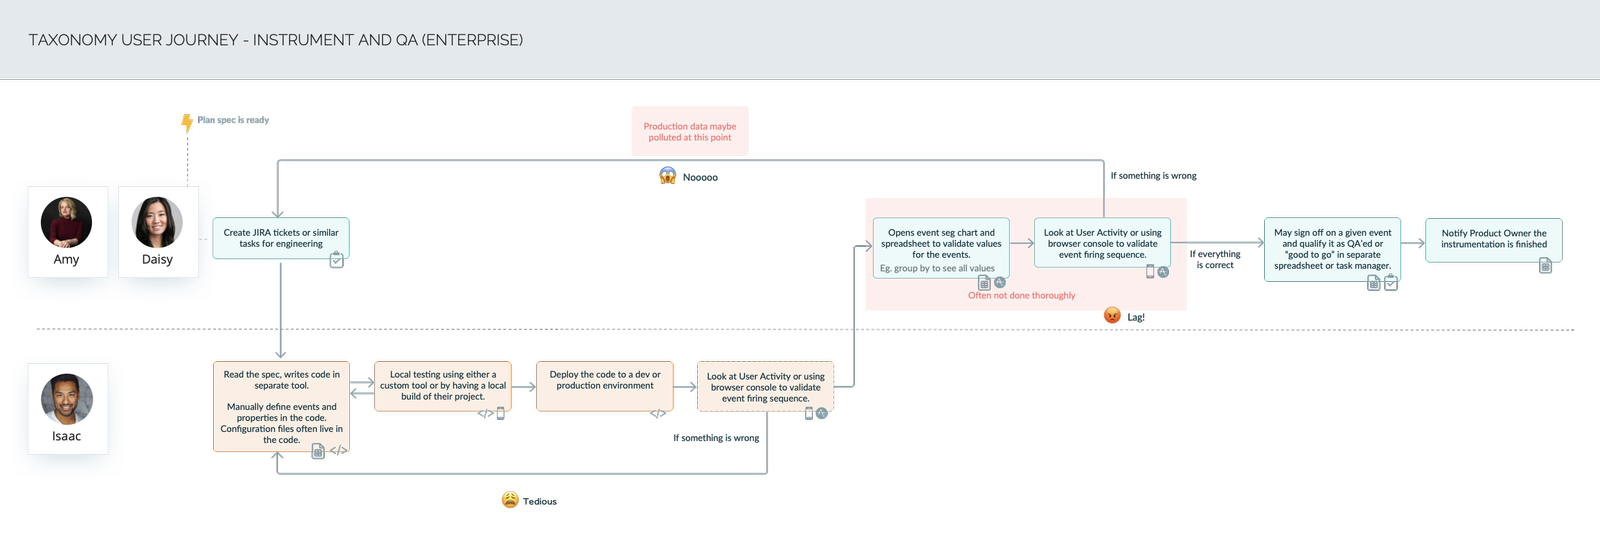 TAXONOMY USER JOURNEY - INSTRUMENT AND QA (ENTERPRISE)
Plan spec is ready
Production data maybe
polluted at this point
Nooooo
If something is wrong
Amy
Daisy
Create JIRA tickets or similar
tasks for engineering
Opens event seg chart and
spreadsheet to validate values
for the events.
Eg. group by to see all values
Look at User Activity or using
browser console to validate
event firing sequence.
Often not done thoroughly
Lag!
If everything
is correct
May sign off on a given event
and qualify it as QA'ed or
"good to go" in separate
spreadsheet or task manager.
Notify Product Owner the
instrumentation is finished
Isaac
Read the spec, writes code in
separate tool.
Manually define events and
properties in the code.
Configuration files often live in
the code.
Local testing using either a
custom tool or by having a local
build of their project.
Deploy the code to a dev or
production environment
Look at User Activity or using
browser console to validate
event firing sequence.
If something is wrong
Tedious